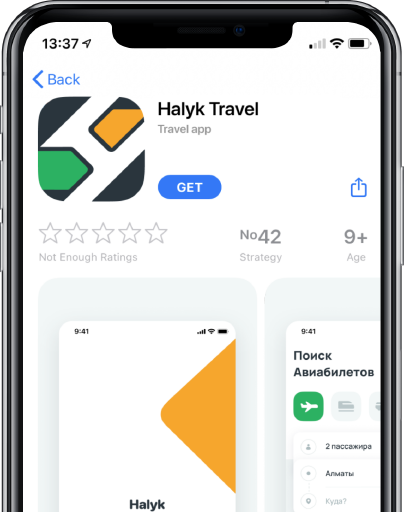 13:37
Back
Halyk Travel
Travel app
GET
Not Enough Ratings
No42
Strategy
9+
Age
9:41
Halyk
9:41
Поиск
Авиабилетов
2 пассажира
Алматы
Куда?